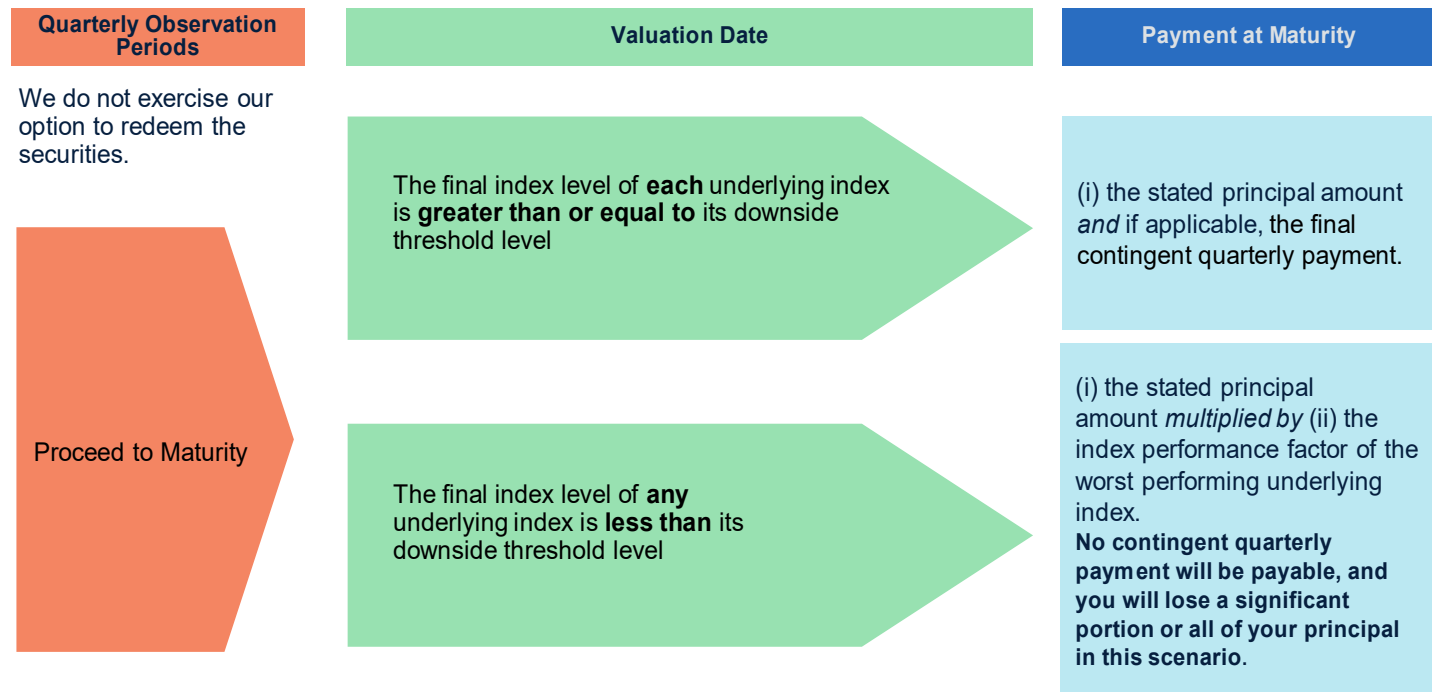 Quarterly Observation
Periods
Valuation Date
Payment at Maturity
We do not exercise our
option to redeem the
securities.
Proceed to Maturity
The final index level of each underlying index
is greater than or equal to its downside
threshold level
(i) the stated principal amount
and if applicable, the final
contingent quarterly payment.
The final index level of any
underlying index is less than its
downside threshold level
(i) the stated principal
amount multiplied by (ii) the
index performance factor of the
worst performing underlying
index.
No contingent quarterly
payment will be payable, and
you will lose a significant
portion or all of your principal
in this scenario.